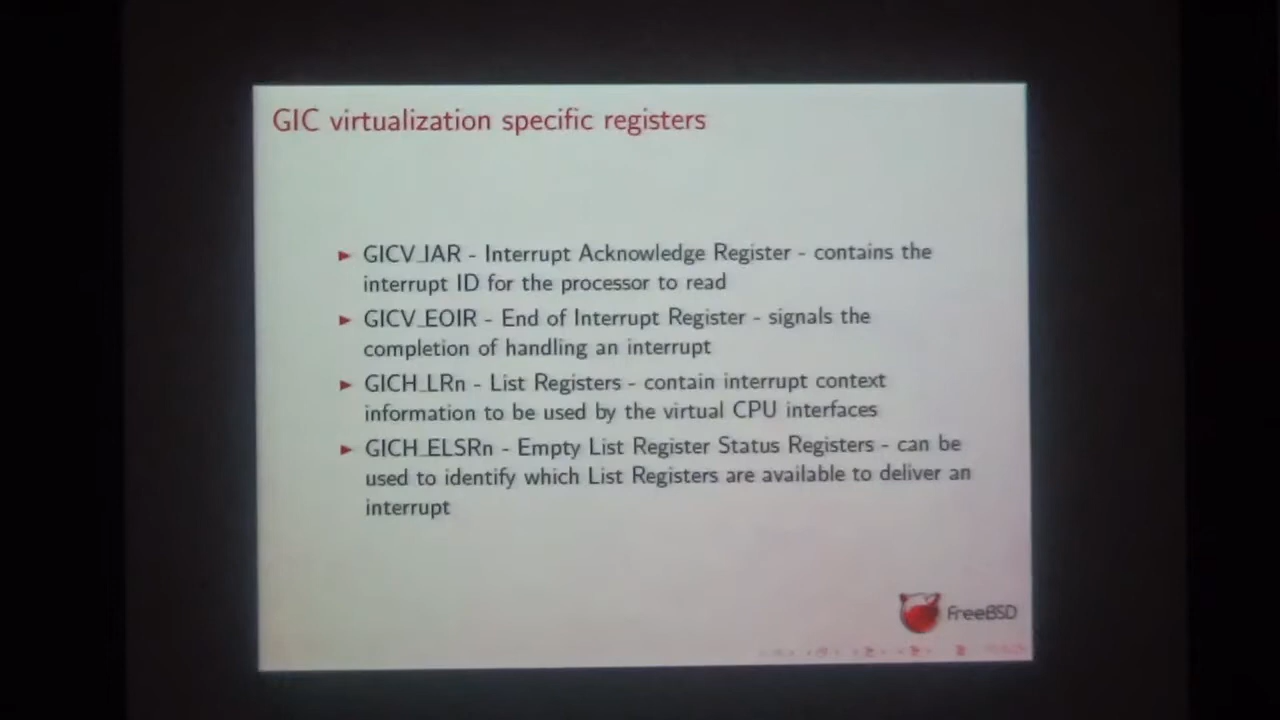 GIC virtualization specific registers
► GICV_IAR - Interrupt Acknowledge Register - contains the
interrupt ID for the processor to read
► GICV_EOIR - End of Interrupt Register - signals the
completion of handling an interrupt
► GICH_LRn - List Registers - contain interrupt context
information to be used by the virtual CPU interfaces
► GICH_ELSRn - Empty List Register Status Registers - can be
used to identify which List Registers are available to deliver an
interrupt
FreeBSD